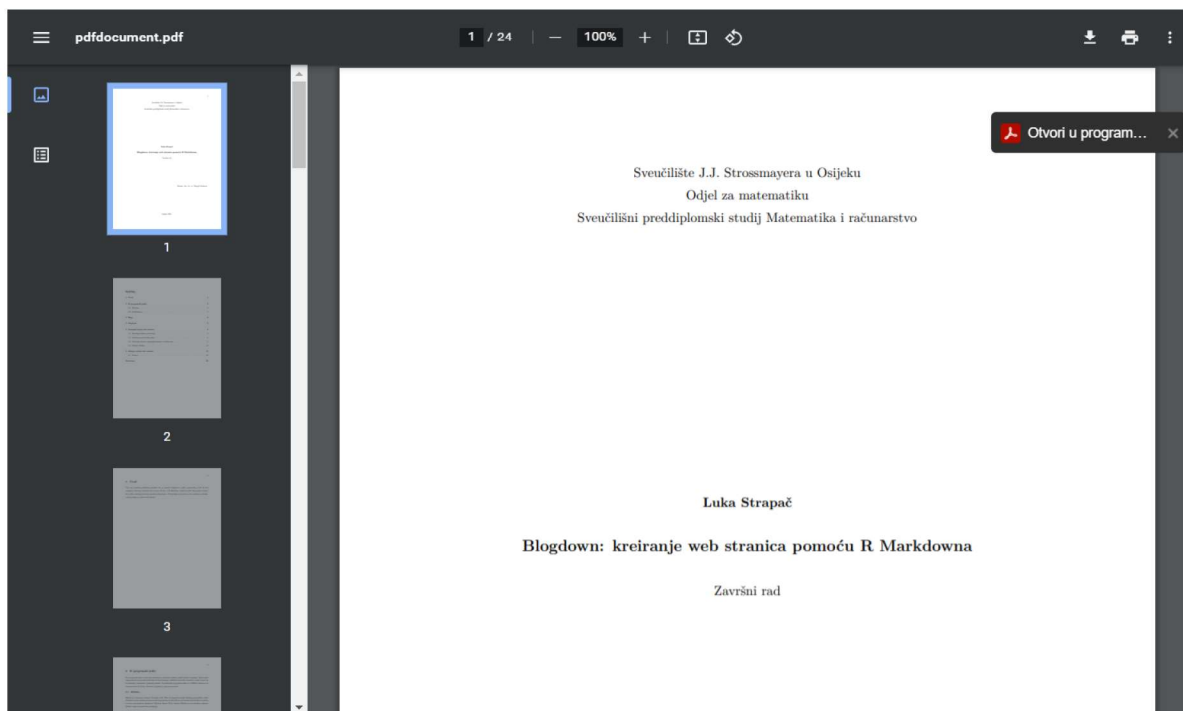 pdfdocument.pdf
1 / 24
100%
Otvori u program...
1
2
3
Sveučilište J.J. Strossmayera u Osijeku
Odjel za matematiku
Sveučilišni preddiplomski studij Matematika i računarstvo
Luka Strapač
Blogdown: kreiranje web stranica pomoću R Markdowna
Završni rad